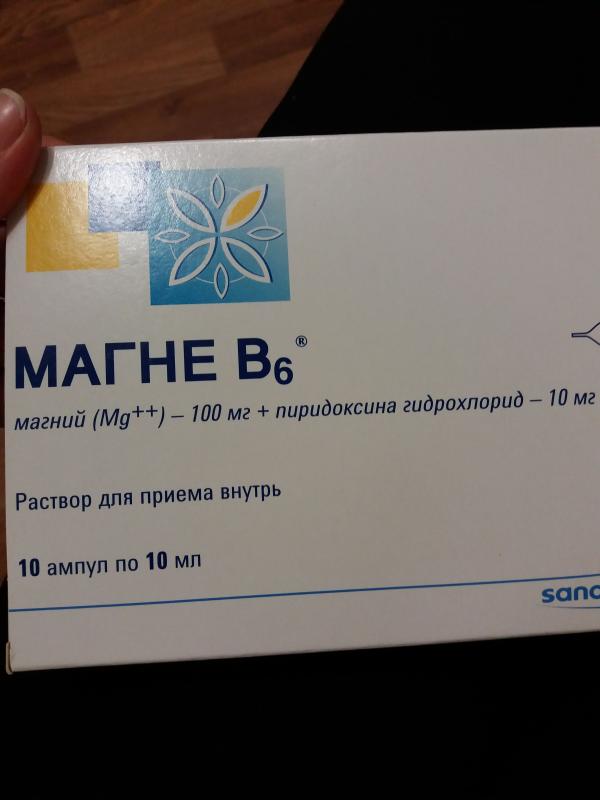 МАГНЕ B₆®
магний (Mg⁺⁺) – 100 мг + пиридоксина гидрохлорид – 10 мг
Раствор для приема внутрь
10 ампул по 10 мл